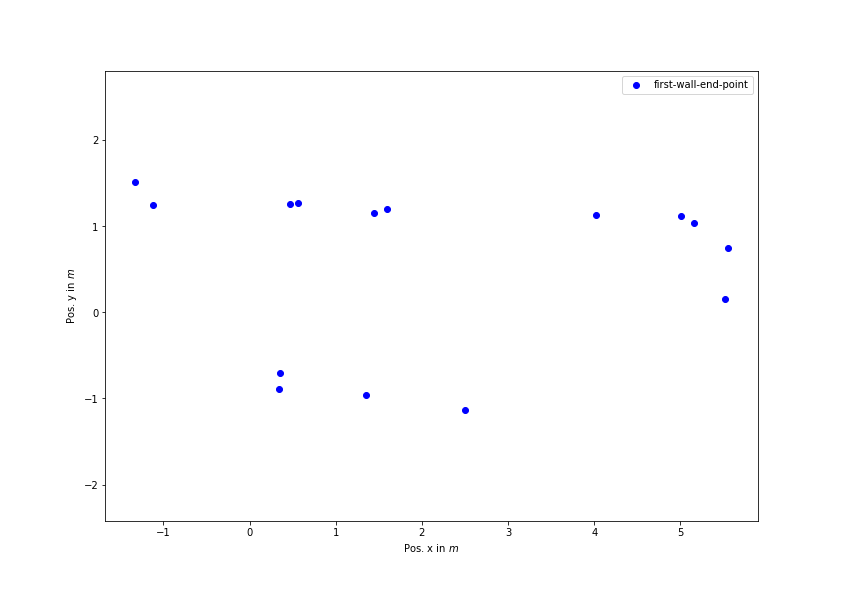 first-wall-end-point
2
1
0
−1
−2
Pos. y in m
−1 0 1 2 3 4 5
Pos. x in m